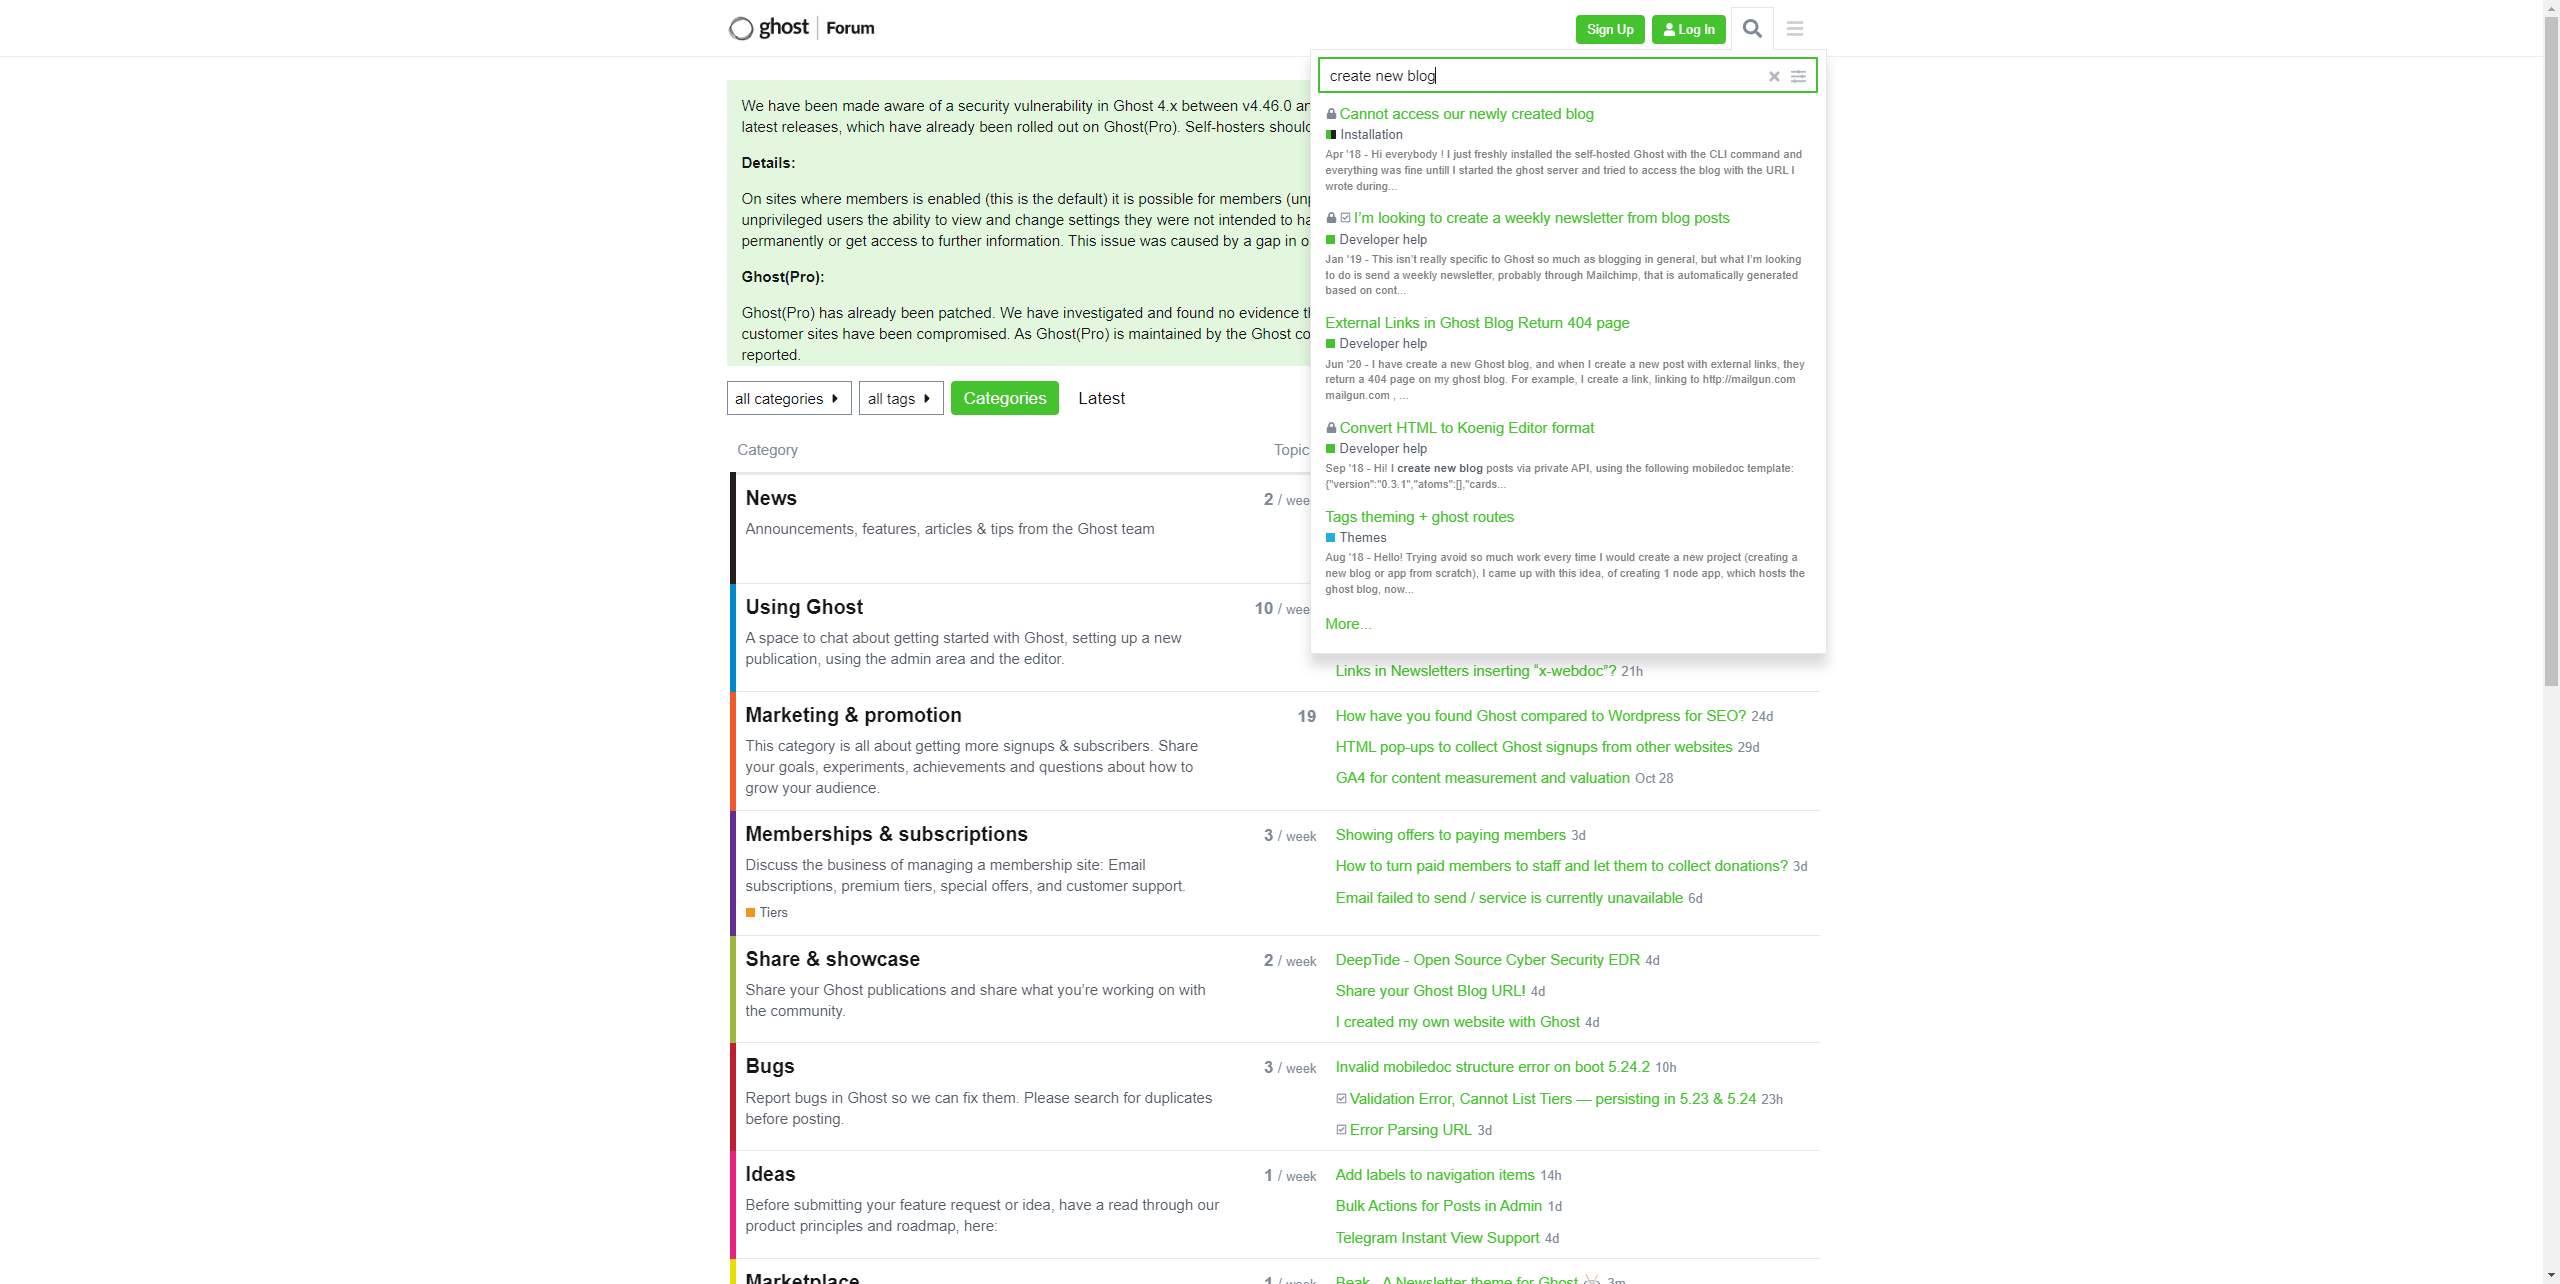 ghost Forum
Sign Up
Log In
create new blog
We have been made aware of a security vulnerability in Ghost 4.x between v4.46.0
latest releases, which have already been rolled out on Ghost(Pro). Self-hosters
Details:
On sites where members is enabled (this is the default) it is possible for members
unprivileged users the ability to view and change settings they were not intended to
permanently or get access to further information. This issue was caused by a gap in
Ghost(Pro):
Ghost(Pro) has already been patched. We have investigated and found no evidence
customer sites have been compromised. As Ghost(Pro) is maintained by the Ghost
reported.
Cannot access our newly created blog
Installation
Apr '18 - Hi everybody ! I just freshly installed the self-hosted Ghost with the CLI command and
everything was fine untill I started the ghost server and tried to access the blog with the URL I
wrote during...
I’m looking to create a weekly newsletter from blog posts
Developer help
Jan '19 - This isn’t really specific to Ghost so much as blogging in general, but what I’m looking
to do is send a weekly newsletter, probably through Mailchimp, that is automatically generated
based on cont...
External Links in Ghost Blog Return 404 page
Developer help
Jun '20 - I have create a new Ghost blog, and when I create a new post with external links, they
return a 404 page on my ghost blog. For example, I create a link, linking to http://mailgun.com
mailgun.com , ...
Convert HTML to Koenig Editor format
Developer help
Sep '18 - Hi! I create new blog posts via private API, using the following mobiledoc template:
{"version":"0.3.1","atoms":[],"cards...
Tags theming + ghost routes
Themes
Aug '18 - Hello! Trying avoid so much work every time I would create a new project (creating a
new blog or app from scratch), I came up with this idea, of creating 1 node app, which hosts the
ghost blog, now...
More...
all categories
all tags
Categories
Latest
Category
Topic
News
2 / wee
Announcements, features, articles & tips from the Ghost team
Using Ghost
10 / wee
A space to chat about getting started with Ghost, setting up a new
publication, using the admin area and the editor.
Links in Newsletters inserting “x-webdoc”? 21h
Marketing & promotion
19
This category is all about getting more signups & subscribers. Share
your goals, experiments, achievements and questions about how to
grow your audience.
How have you found Ghost compared to Wordpress for SEO? 24d
HTML pop-ups to collect Ghost signups from other websites 29d
GA4 for content measurement and valuation Oct 28
Memberships & subscriptions
3 / week
Discuss the business of managing a membership site: Email
subscriptions, premium tiers, special offers, and customer support.
Tiers
Showing offers to paying members 3d
How to turn paid members to staff and let them to collect donations? 3d
Email failed to send / service is currently unavailable 6d
Share & showcase
2 / week
Share your Ghost publications and share what you’re working on with
the community.
DeepTide - Open Source Cyber Security EDR 4d
Share your Ghost Blog URL! 4d
I created my own website with Ghost 4d
Bugs
3 / week
Report bugs in Ghost so we can fix them. Please search for duplicates
before posting.
Invalid mobiledoc structure error on boot 5.24.2 10h
Validation Error, Cannot List Tiers — persisting in 5.23 & 5.24 23h
Error Parsing URL 3d
Ideas
1 / week
Before submitting your feature request or idea, have a read through our
product principles and roadmap, here:
Add labels to navigation items 14h
Bulk Actions for Posts in Admin 1d
Telegram Instant View Support 4d
Marketplace
1 / week
Beak - A Newsletter theme for Ghost 3m